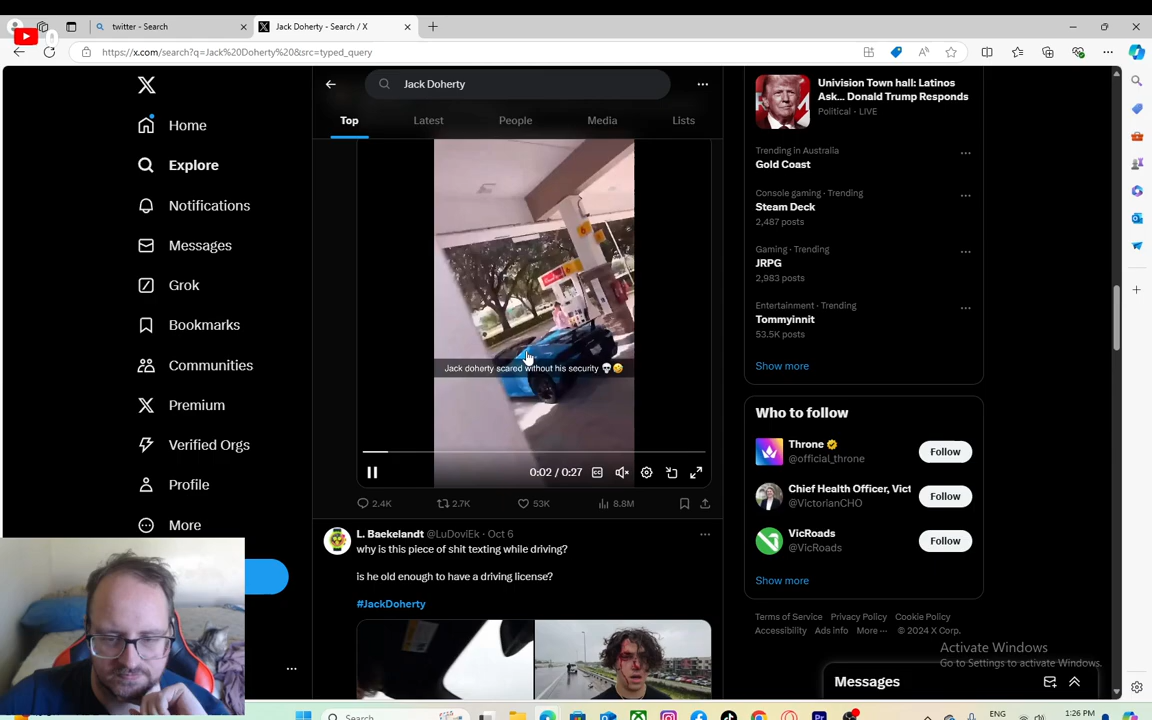 twitter - Search
Jack Doherty - Search / X
https://x.com/search?q=Jack%20Doherty%20&src=typed_query
Jack Doherty
Top
Latest
People
Media
Lists
Home
Explore
Notifications
Messages
Grok
Bookmarks
Communities
Premium
Verified Orgs
Profile
More
Jack doherty scared without his security 💀🤣
0:02 / 0:27
2.4K
2.7K
53K
8.8M
L. Baekelandt @LuDoviEk · Oct 6
why is this piece of shit texting while driving?
is he old enough to have a driving license?
#JackDoherty
Univision Town hall: Latinos
Ask... Donald Trump Responds
Political · LIVE
Trending in Australia
Gold Coast
Console gaming · Trending
Steam Deck
2,487 posts
Gaming · Trending
JRPG
2,983 posts
Entertainment · Trending
Tommyinnit
53.5K posts
Show more
Who to follow
Throne
@official_throne
Follow
Chief Health Officer, Vict
@VictorianCHO
Follow
VicRoads
@VicRoads
Follow
Show more
Terms of Service Privacy Policy Cookie Policy
Accessibility Ads info More ··· © 2024 X Corp.
Activate Windows
Go to Settings to activate Windows.
Messages
Search
ENG
1:26 PM